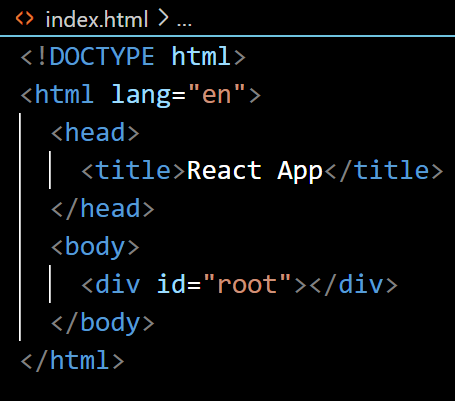 <> index.html > ...
<!DOCTYPE html>
<html lang="en">
<head>
<title>React App</title>
</head>
<body>
<div id="root"></div>
</body>
</html>